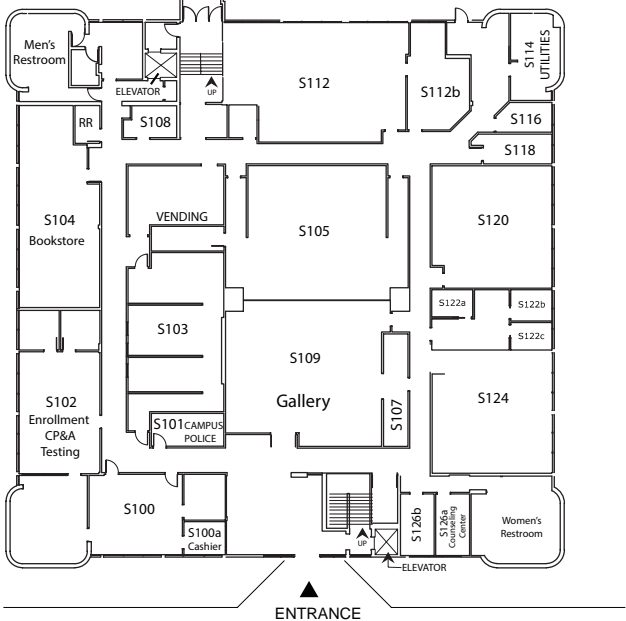 Men's
Restroom
ELEVATOR
UP
S112
S112b
S114
UTILITIES
RR
S108
S116
S118
S104
Bookstore
VENDING
S105
S120
S122a
S122b
S122c
S103
S109
Gallery
S107
S124
S102
Enrollment
CP&A
Testing
S101 CAMPUS
POLICE
S100
S100a
Cashier
UP
S126b
S126a
Counseling
Center
Women's
Restroom
ELEVATOR
ENTRANCE